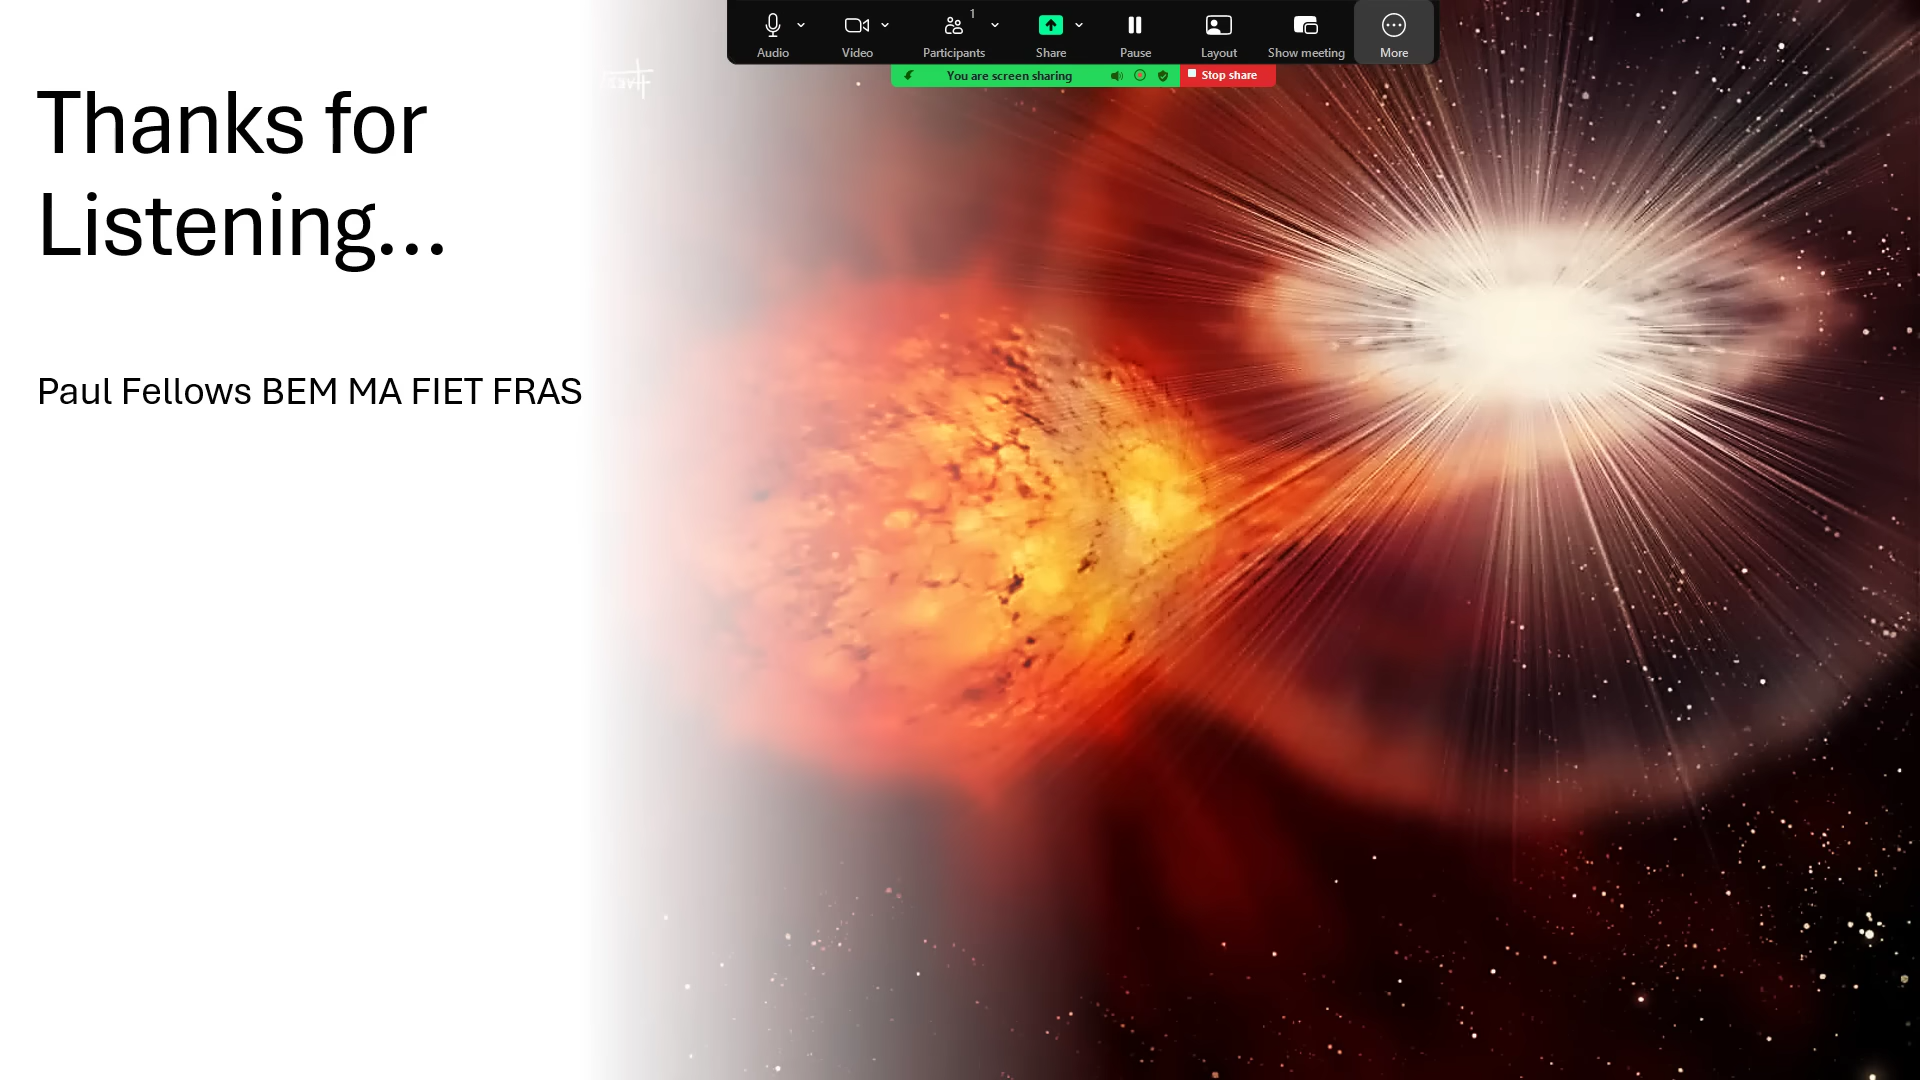 1
Audio
Video
Participants
Share
Pause
Layout
Show meeting
More
You are screen sharing
Stop share
Thanks for
Listening...
Paul Fellows BEM MA FIET FRAS